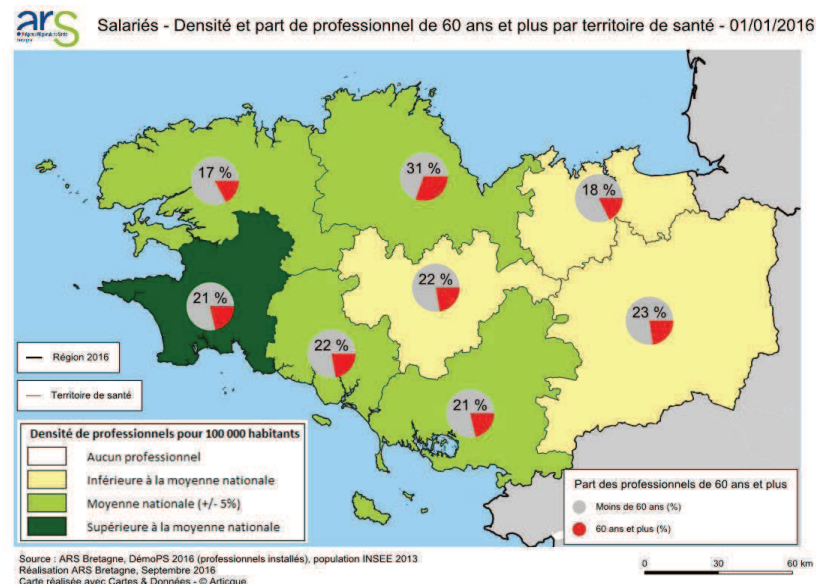 ars
Salariés - Densité et part de professionnel de 60 ans et plus par territoire de santé - 01/01/2016
17 %
31 %
18 %
22 %
21 %
23 %
22 %
21 %
Région 2016
Territoire de santé
Densité de professionnels pour 100 000 habitants
Aucun professionnel
Inférieure à la moyenne nationale
Moyenne nationale (+/- 5%)
Supérieure à la moyenne nationale
Part des professionnels de 60 ans et plus
Moins de 60 ans (%)
60 ans et plus (%)
Source : ARS Bretagne, DémoPS 2016 (professionnels installés), population INSEE 2013
Réalisation ARS Bretagne, Septembre 2016
Carte réalisée avec Cartes & Données - © Articque
0 30 60 km